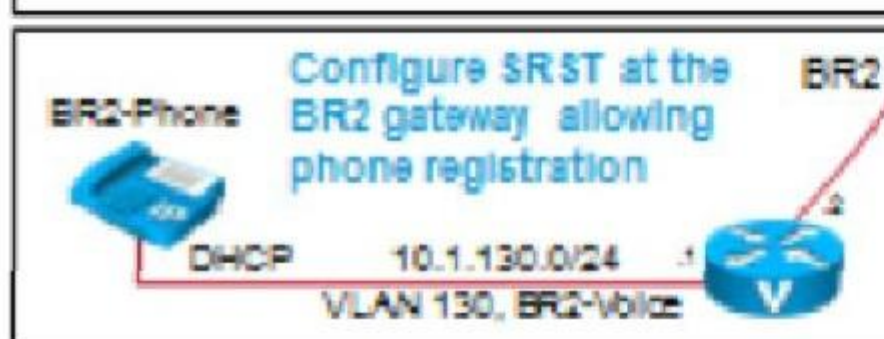 Configure SRST at the
BR2 gateway allowing
phone registration
BR2-Phone
BR2
.2
DHCP
10.1.130.0/24
.1
VLAN 130, BR2-Voice
V